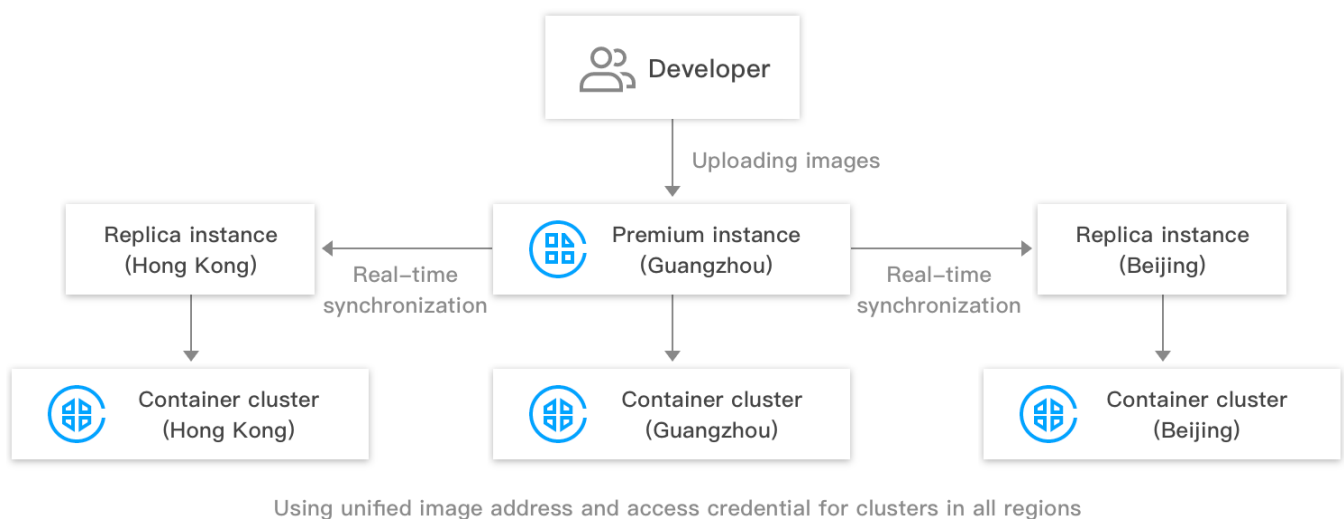 Developer
Uploading images
Replica instance
(Hong Kong)
Real-time
synchronization
Premium instance
(Guangzhou)
Real-time
synchronization
Replica instance
(Beijing)
Container cluster
(Hong Kong)
Container cluster
(Guangzhou)
Container cluster
(Beijing)
Using unified image address and access credential for clusters in all regions